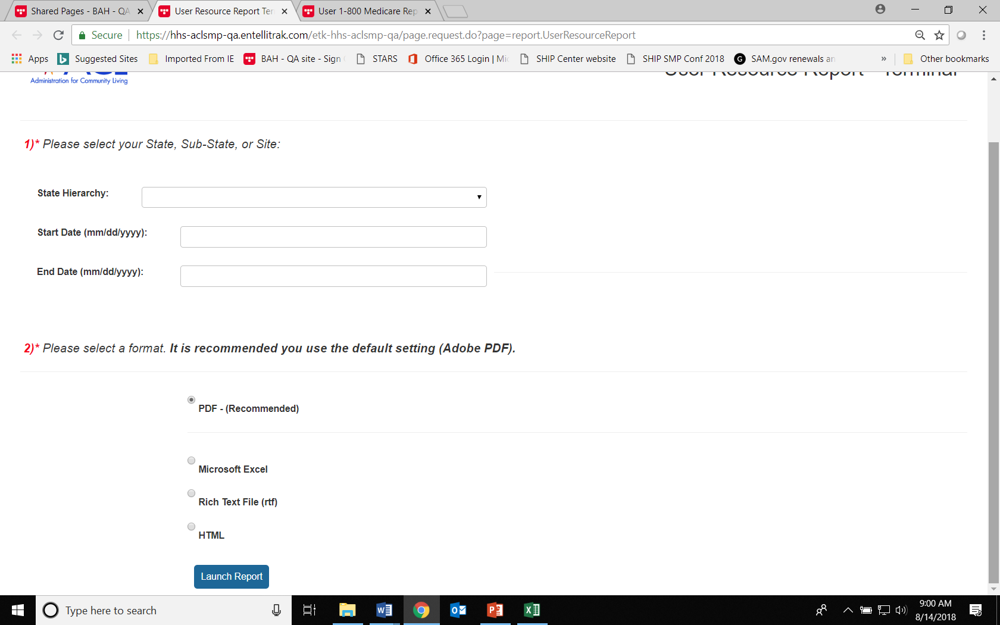 Shared Pages - BAH - QA
User Resource Report Ter
User 1-800 Medicare Rep
Secure
https://hhs-aclsmp-qa.entellitrak.com/etk-hhs-aclsmp-qa/page.request.do?page=report.UserResourceReport
Apps
Suggested Sites
Imported From IE
BAH - QA site - Sign
STARS
Office 365 Login | Mic
SHIP Center website
SHIP SMP Conf 2018
G
SAM.gov renewals an
»
Other bookmarks
Administration for Community Living
User Resource Report - Terminal
1)* Please select your State, Sub-State, or Site:
State Hierarchy:
Start Date (mm/dd/yyyy):
End Date (mm/dd/yyyy):
2)* Please select a format. It is recommended you use the default setting (Adobe PDF).
PDF - (Recommended)
Microsoft Excel
Rich Text File (rtf)
HTML
Launch Report
Type here to search
9:00 AM
8/14/2018